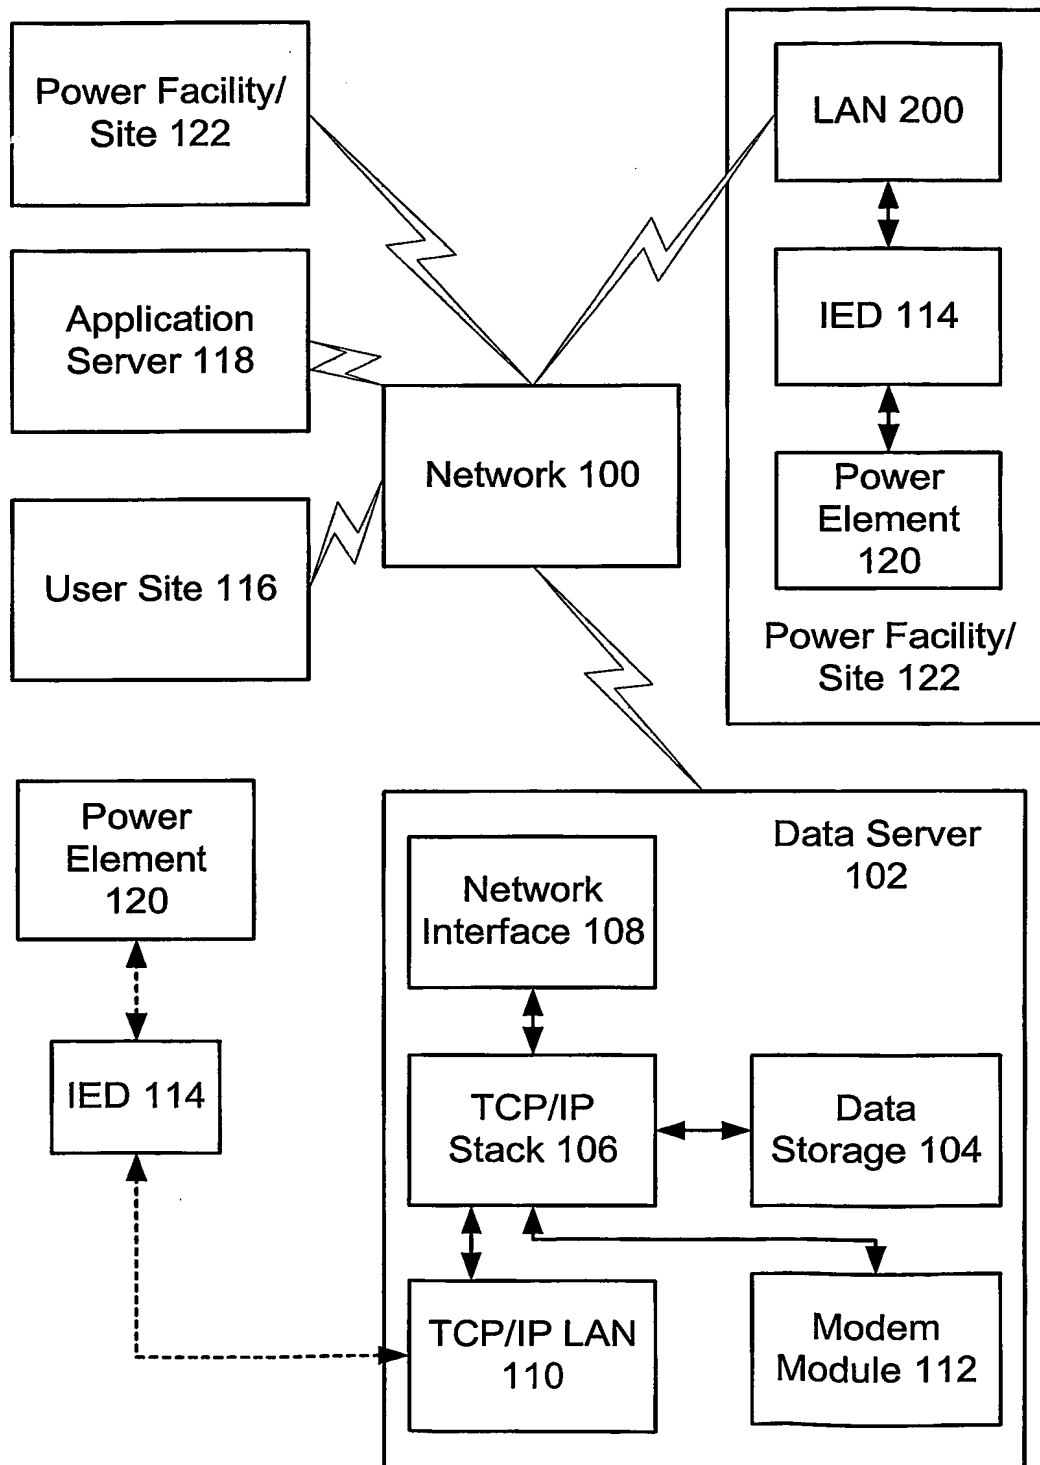 Power Facility/
Site 122
LAN 200
IED 114
Power
Element
120
Power Facility/
Site 122
Application
Server 118
Network 100
User Site 116
Power
Element
120
IED 114
Data Server
102
Network
Interface 108
TCP/IP
Stack 106
Data
Storage 104
TCP/IP LAN
110
Modem
Module 112